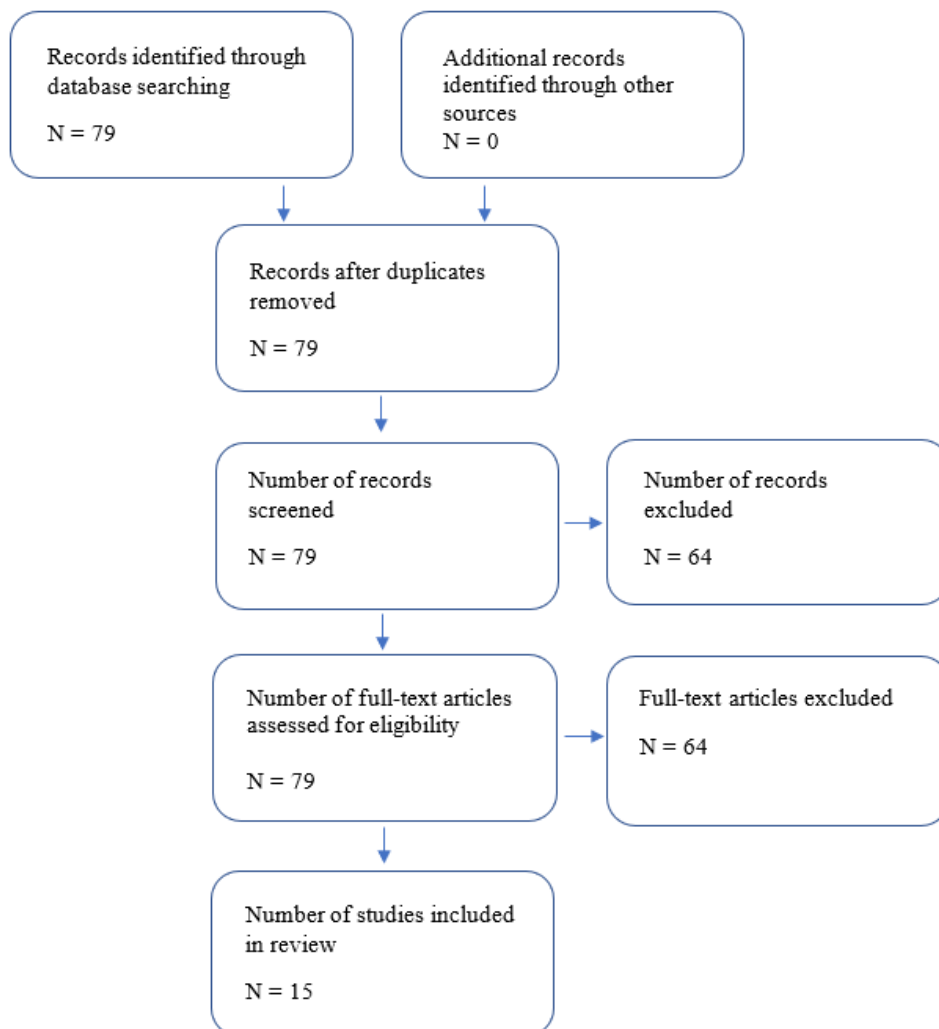 Records identified through
database searching
N = 79
Additional records
identified through other
sources
N = 0
Records after duplicates
removed
N = 79
Number of records
screened
N = 79
Number of records
excluded
N = 64
Number of full-text articles
assessed for eligibility
N = 79
Full-text articles excluded
N = 64
Number of studies included
in review
N = 15